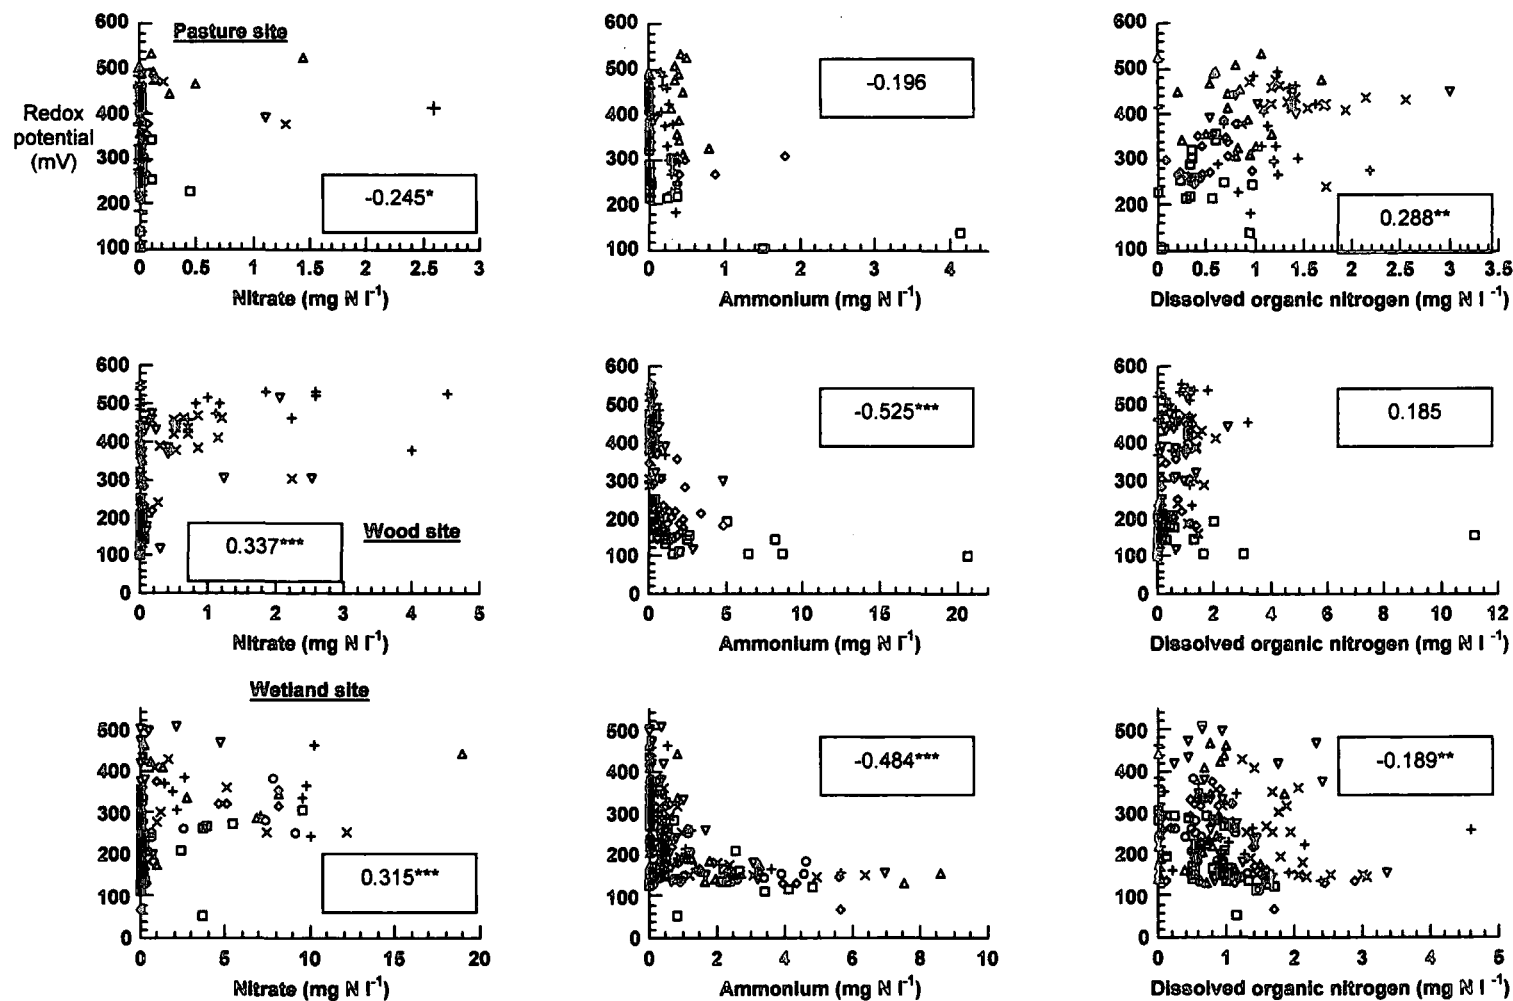 Pasture site
Redox
potential
(mV)
600
500
400
300
200
100
0 0.5 1 1.5 2 2.5 3
Nitrate (mg N l-1)
-0.245*
600
500
400
300
200
100
0 1 2 3 4
Ammonium (mg N l-1)
-0.196
600
500
400
300
200
100
0 0.5 1 1.5 2 2.5 3 3.5
Dissolved organic nitrogen (mg N l -1)
0.288**
600
500
400
300
200
100
0
0 1 2 3 4 5
Nitrate (mg N l-1)
0.337***
Wood site
600
500
400
300
200
100
0
0 5 10 15 20
Ammonium (mg N l-1)
-0.525***
600
500
400
300
200
100
0
0 2 4 6 8 10 12
Dissolved organic nitrogen (mg N l -1)
0.185
Wetland site
500
400
300
200
100
0
0 5 10 15 20
Nitrate (mg N l-1)
0.315***
500
400
300
200
100
0
0 2 4 6 8 10
Ammonium (mg N l-1)
-0.484***
500
400
300
200
100
0
0 1 2 3 4 5
Dissolved organic nitrogen (mg N l -1)
-0.189**